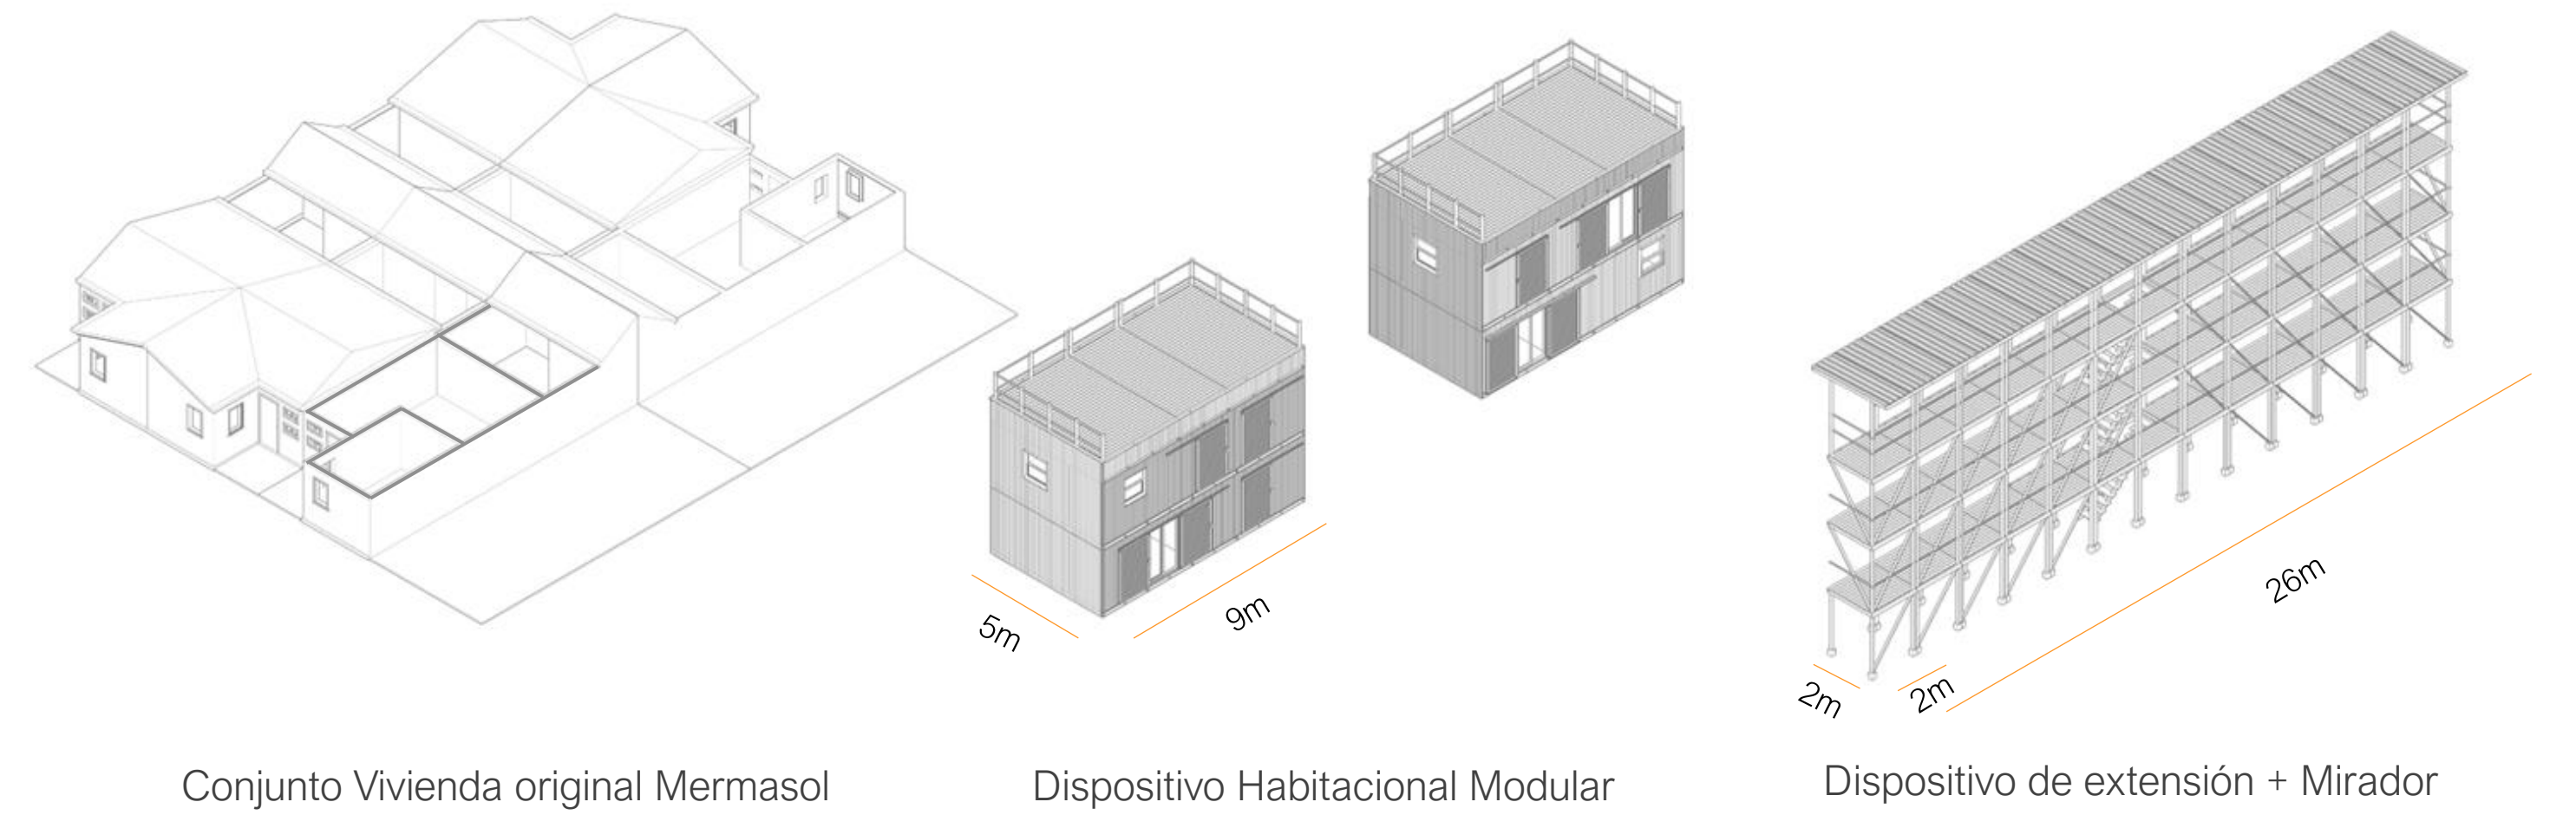 5m
9m
2m
2m
26m
Conjunto Vivienda original Mermasol
Dispositivo Habitacional Modular
Dispositivo de extensión + Mirador